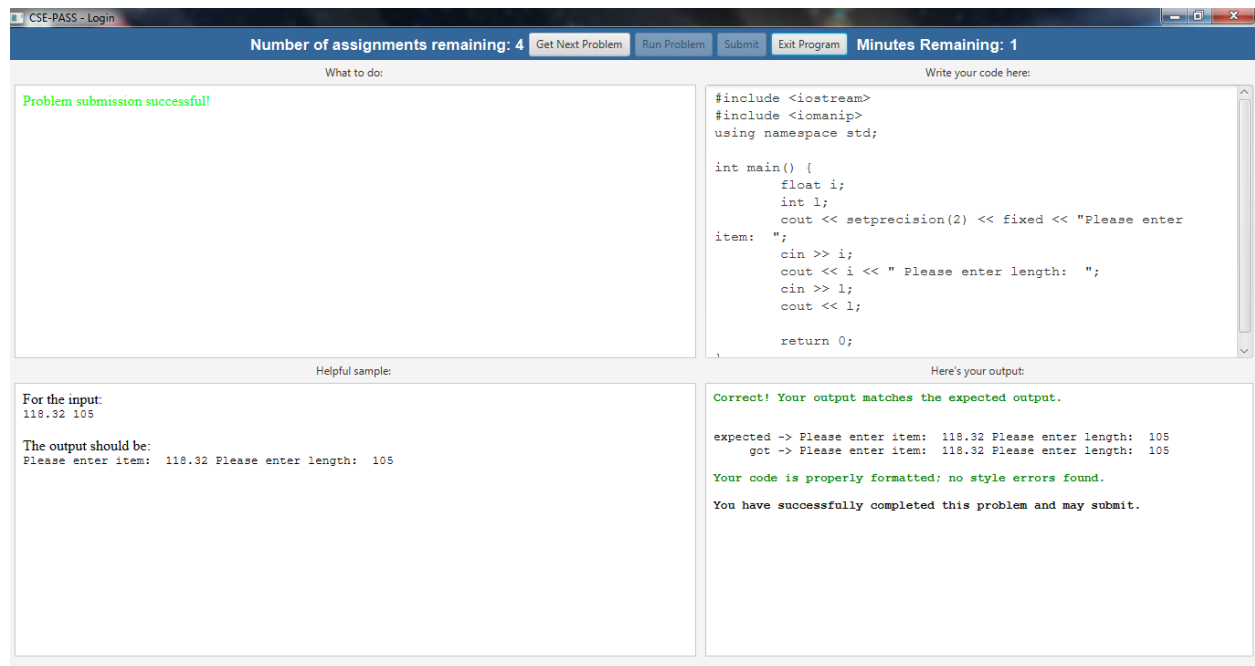 CSE-PASS - Login
Number of assignments remaining: 4 Get Next Problem Run Problem Submit Exit Program Minutes Remaining: 1
What to do:
Problem submission successful!
Write your code here:
#include <iostream>
#include <iomanip>
using namespace std;
int main() {
float i;
int l;
cout << setprecision(2) << fixed << "Please enter
item:  ";
cin >> i;
cout << i << " Please enter length:  ";
cin >> l;
cout << l;
return 0;
Helpful sample:
For the input:
118.32 105
The output should be:
Please enter item:  118.32 Please enter length:  105
Here's your output:
Correct! Your output matches the expected output.
expected -> Please enter item:  118.32 Please enter length:  105
got -> Please enter item:  118.32 Please enter length:  105
Your code is properly formatted; no style errors found.
You have successfully completed this problem and may submit.